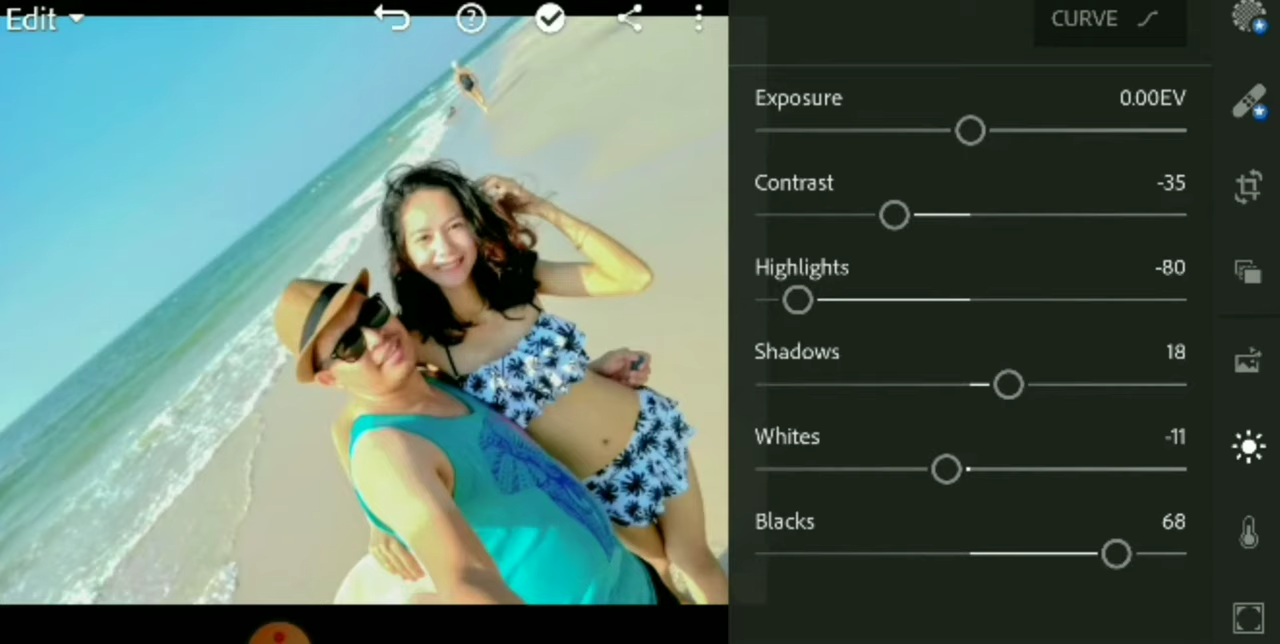 Edit
CURVE
Exposure 0.00EV
Contrast -35
Highlights -80
Shadows 18
Whites -11
Blacks 68